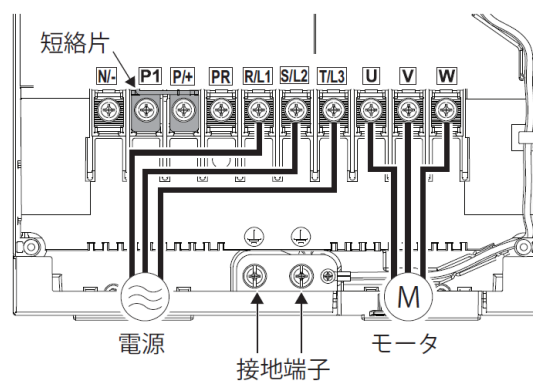 短絡片
N/- P1 P/+ PR R/L1 S/L2 T/L3 U V W
M
電源
接地端子
モータ